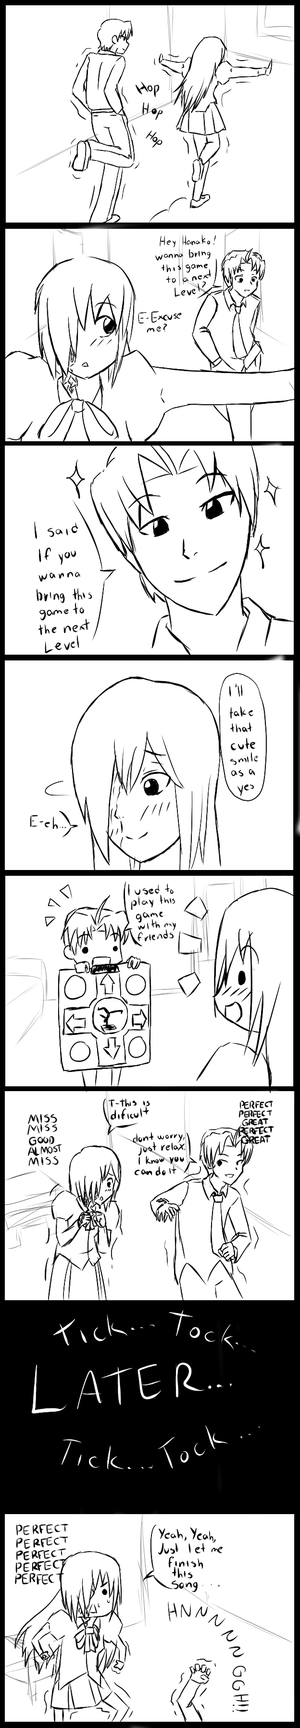 Hop
Hop
Hop
Hey Hanako!
wanna bring
this game
to a next
Level?
E-Excuse
me?
I said
If you
wanna
bring this
game to
the next
Level
I'll
take
that
cute
smile
as a
yes
E-eh...
I used to
play this
game
with my
friends
T-this is
dificult
MISS
MISS
GOOD
ALMOST
MISS
dont worry,
just relax.
I know you
can do it
PERFECT
PERFECT
GREAT
PERFECT
GREAT
Tick... Tock...
LATER...
Tick... Tock...
PERFECT
PERFECT
PERFECT
PERFECT
PERFECT
Yeah, Yeah,
Just let me
finish
this
song...
HNNNNNGGH!!